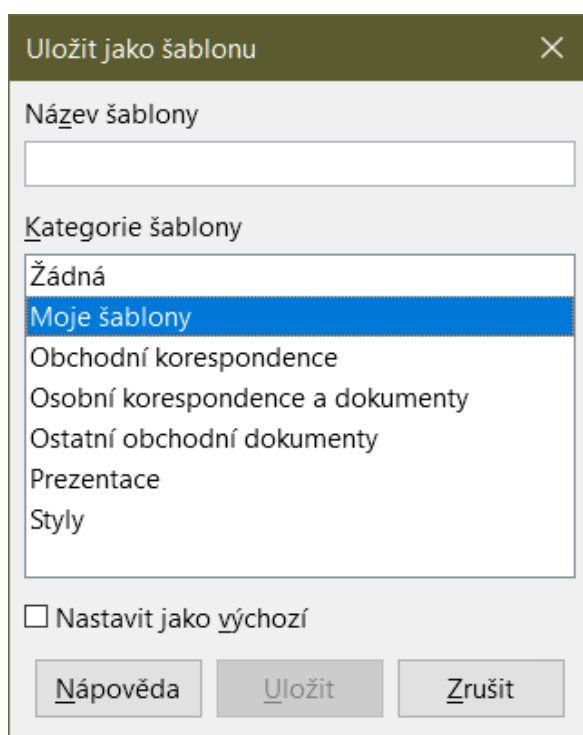 Uložit jako šablonu
Název šablony
Kategorie šablony
Žádná
Moje šablony
Obchodní korespondence
Osobní korespondence a dokumenty
Ostatní obchodní dokumenty
Prezentace
Styly
Nastavit jako výchozí
Nápověda Uložit Zrušit